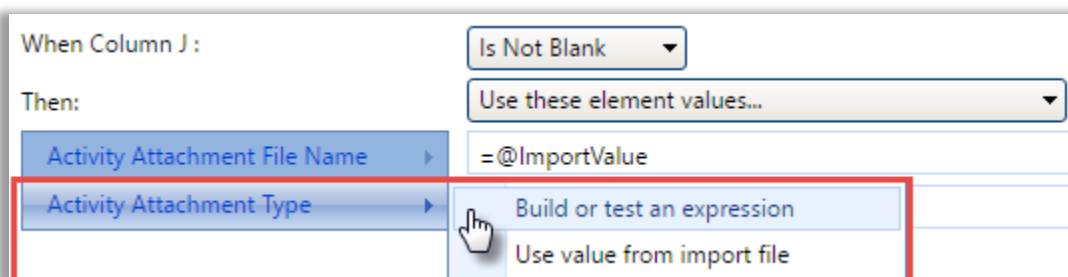 When Column J :
Is Not Blank
Then:
Use these element values...
Activity Attachment File Name
=@ImportValue
Activity Attachment Type
Build or test an expression
Use value from import file